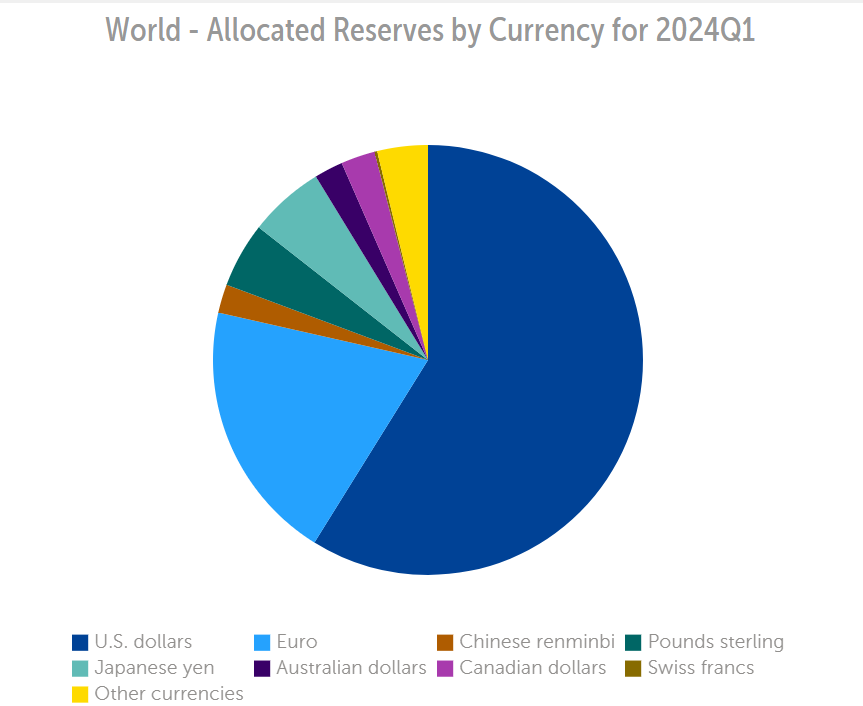 World - Allocated Reserves by Currency for 2024Q1
U.S. dollars Euro Chinese renminbi Pounds sterling
Japanese yen Australian dollars Canadian dollars Swiss francs
Other currencies